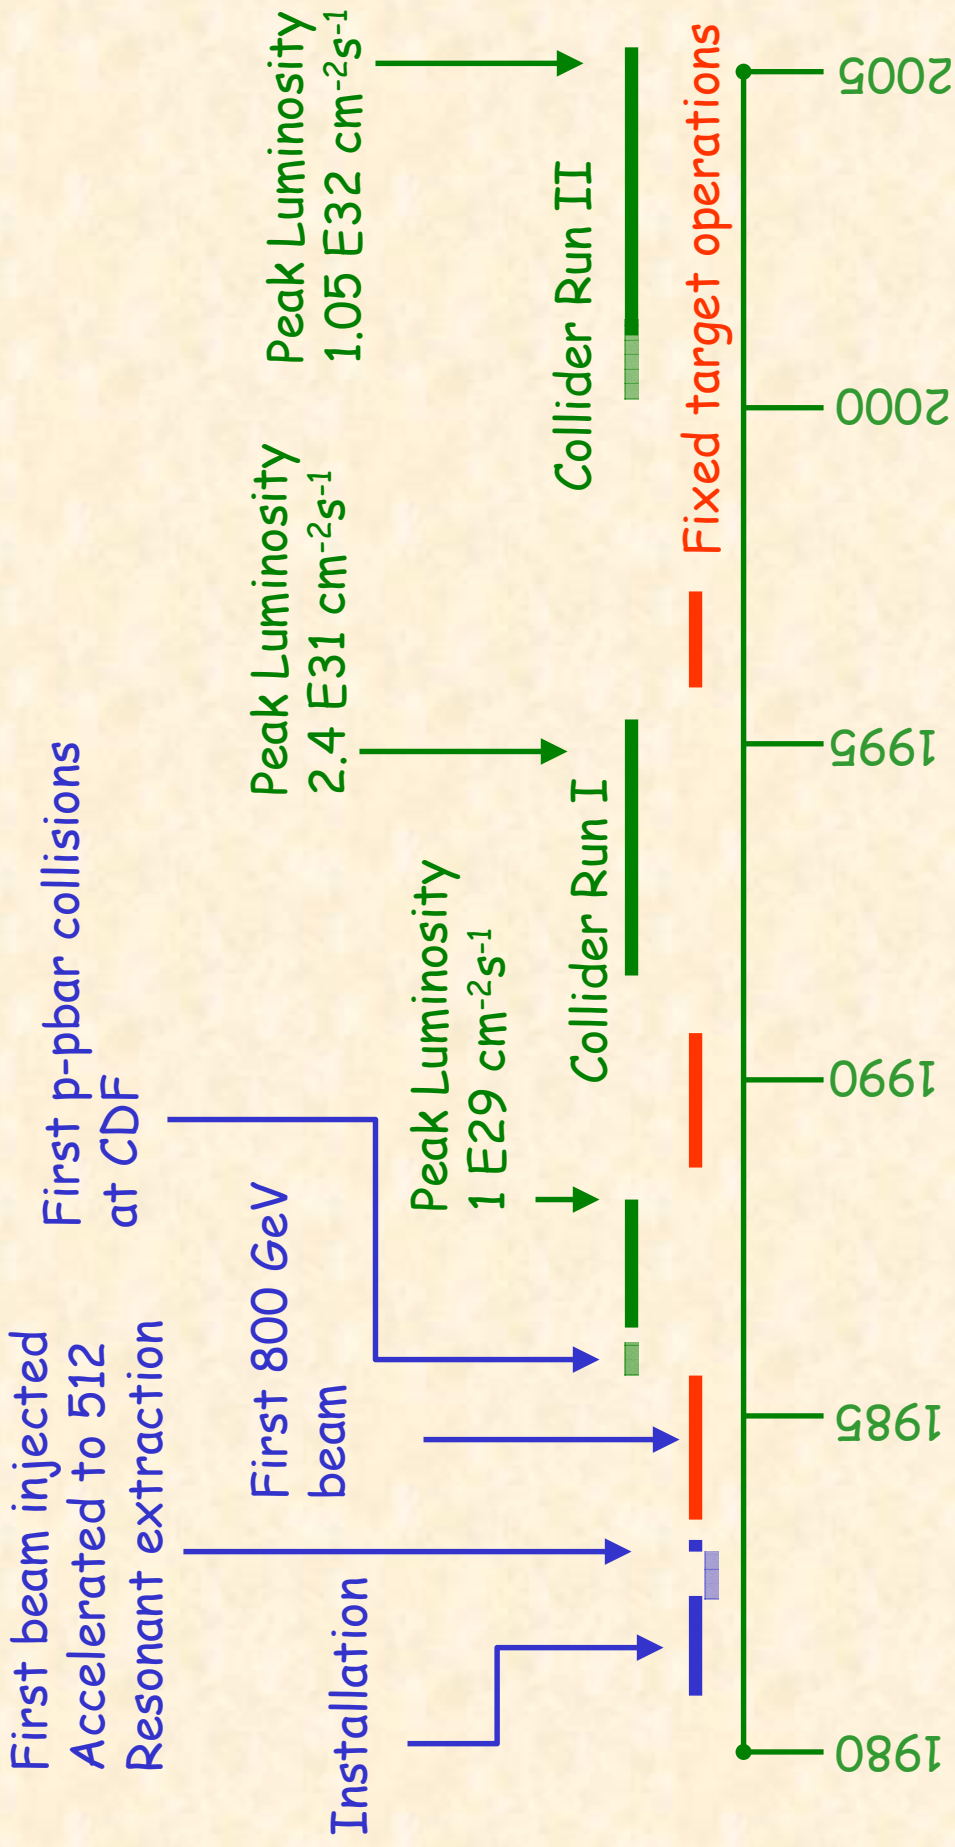 First beam injected
Accelerated to 512
Resonant extraction
First p-pbar collisions
at CDF
Installation
First 800 GeV
beam
Peak Luminosity
1 E29 cm⁻²s⁻¹
Peak Luminosity
2.4 E31 cm⁻²s⁻¹
Peak Luminosity
1.05 E32 cm⁻²s⁻¹
Collider Run I
Collider Run II
Fixed target operations
1980
1985
1990
1995
2000
2005